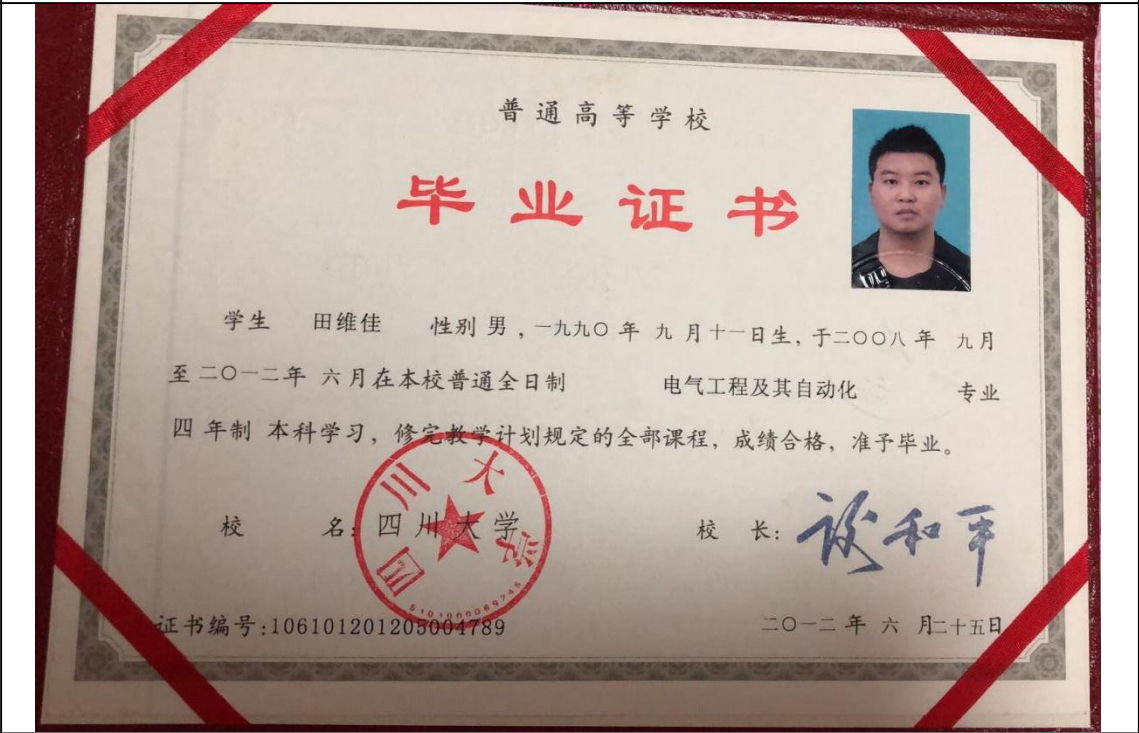 普通高等学校
毕业证书
学生 田维佳 性别 男，一九九〇年 九月十一日生，于二〇〇八年 九月
至二〇一二年 六月在本校普通全日制 电气工程及其自动化 专业
四年制 本科学习，修完教学计划规定的全部课程，成绩合格，准予毕业。
校 名：四川大学 校 长：谢和平
四川大学
5101000069745
证书编号:106101201205004789 二〇一二年 六月二十五日